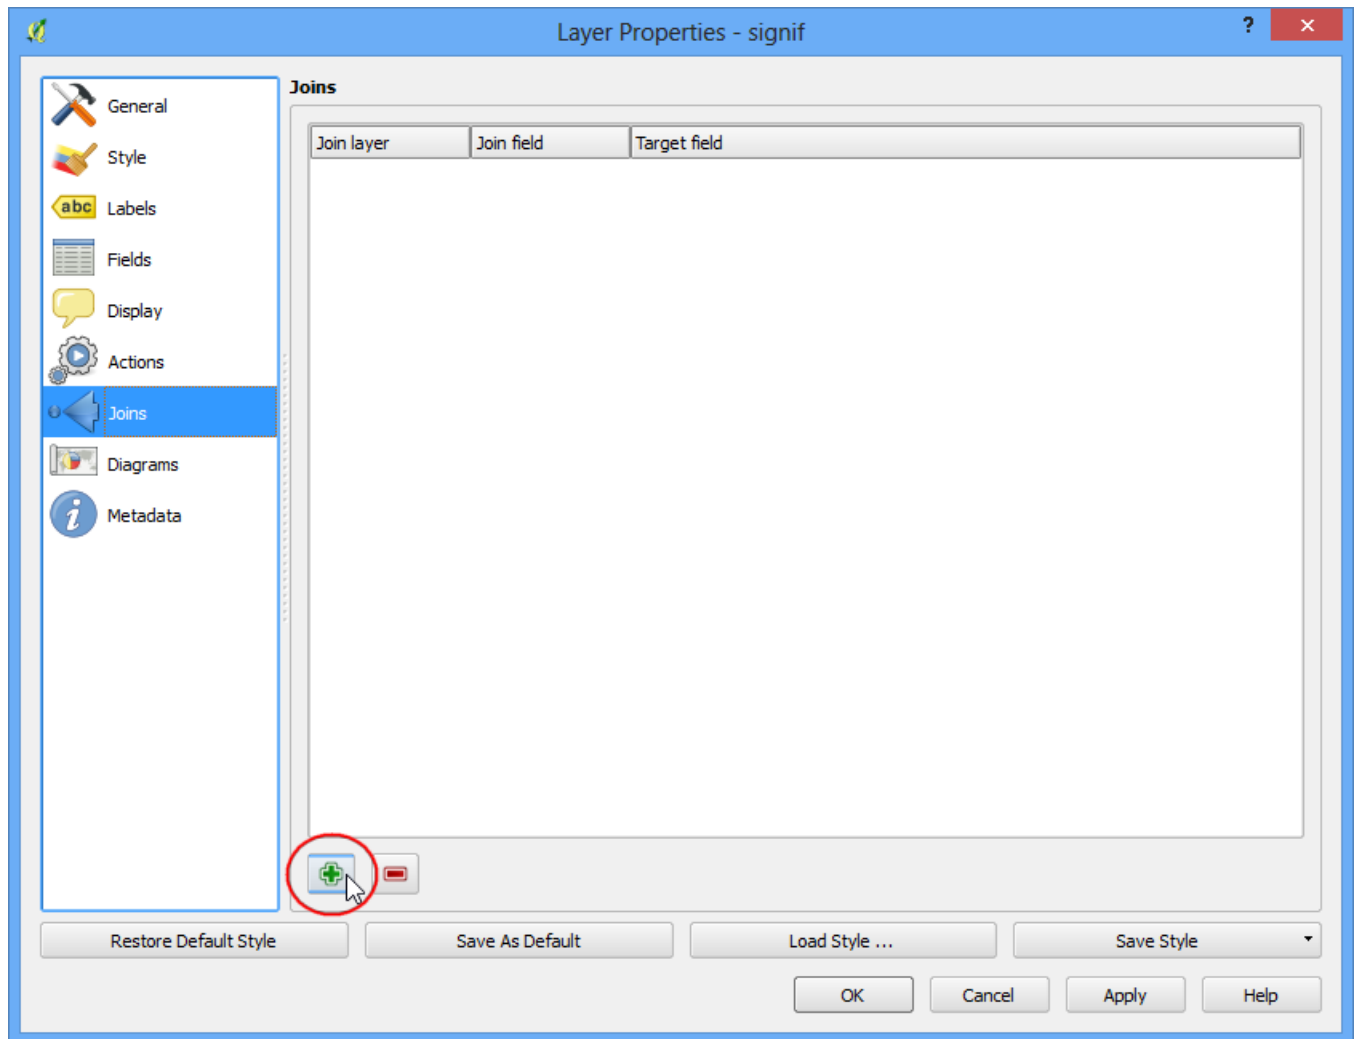 Layer Properties - signif
?
General
Style
abc Labels
Fields
Display
Actions
Joins
Diagrams
i Metadata
Joins
Join layer Join field Target field
Restore Default Style Save As Default Load Style ... Save Style
OK Cancel Apply Help